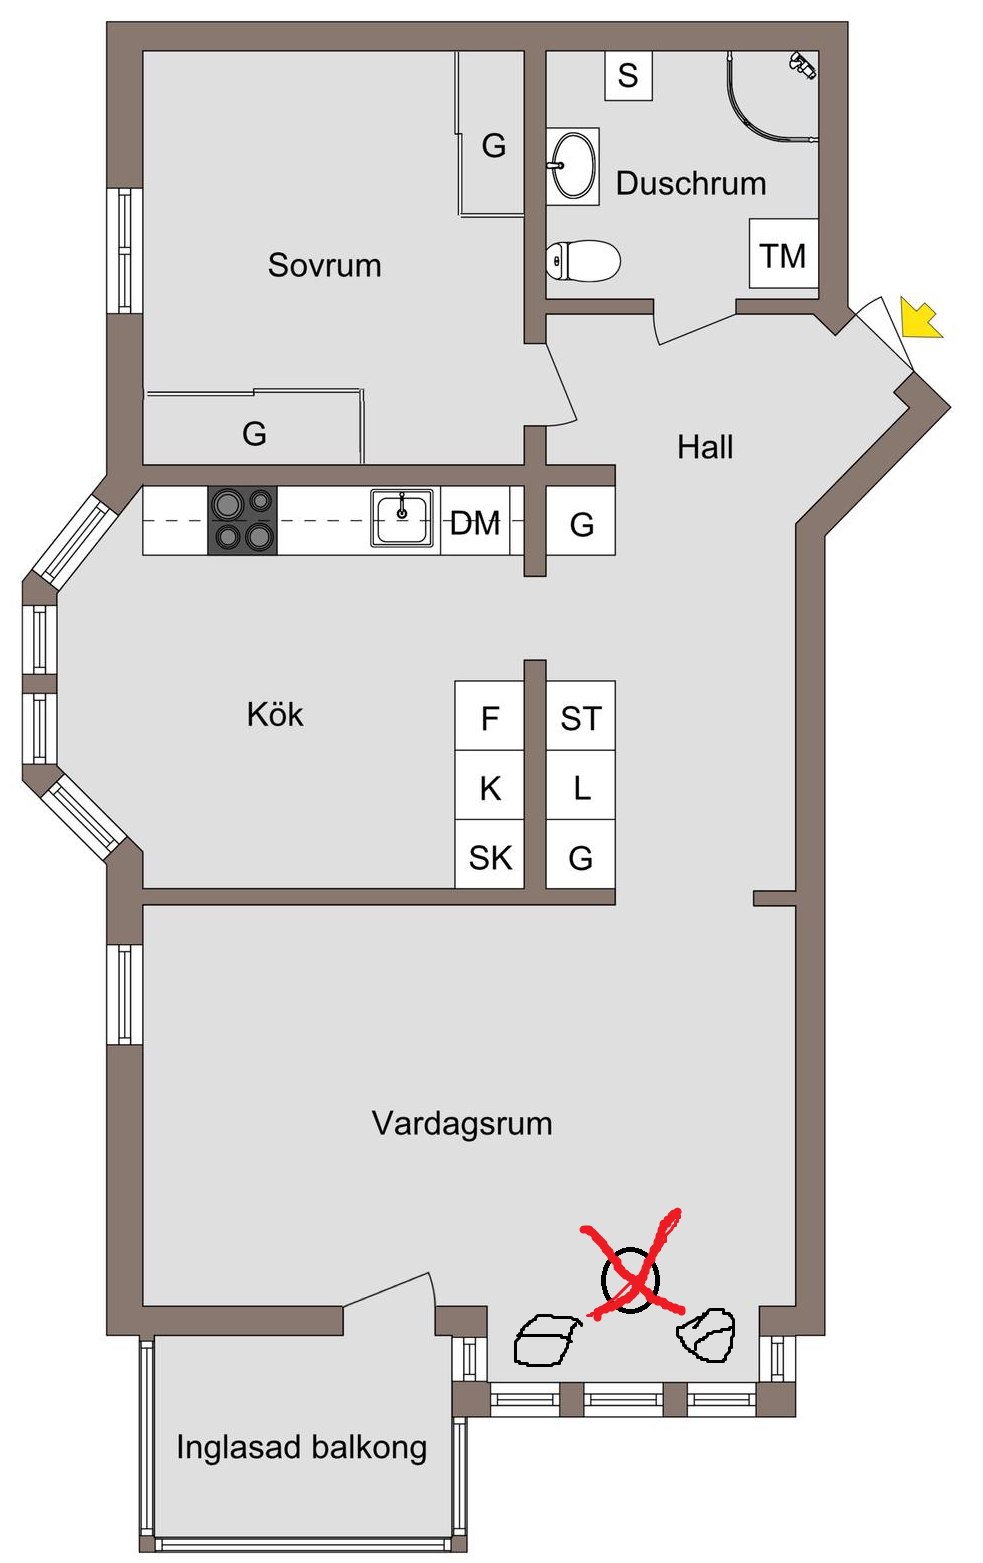 S
G
Duschrum
Sovrum
TM
G
Hall
DM
G
Kök
F
ST
K
L
SK
G
Vardagsrum
Inglasad balkong